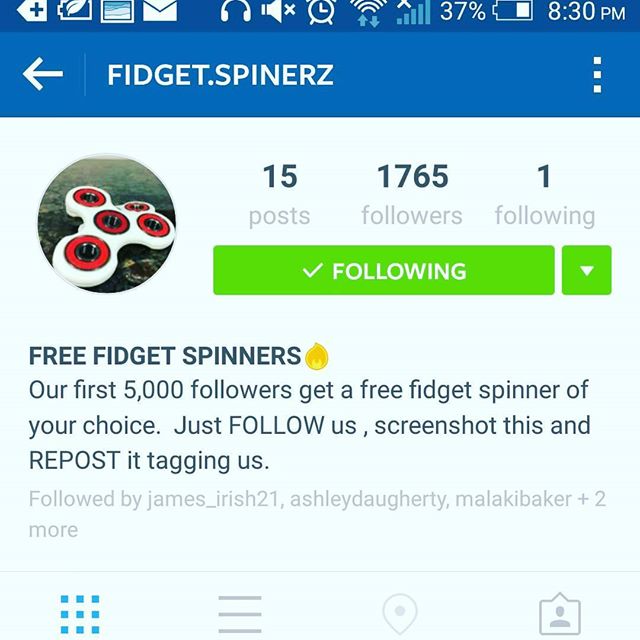 37% 8:30 PM
FIDGET.SPINERZ
15 1765 1
posts followers following
✓ FOLLOWING
FREE FIDGET SPINNERS🔥
Our first 5,000 followers get a free fidget spinner of
your choice.  Just FOLLOW us , screenshot this and
REPOST it tagging us.
Followed by james_irish21, ashleydaugherty, malakibaker + 2
more